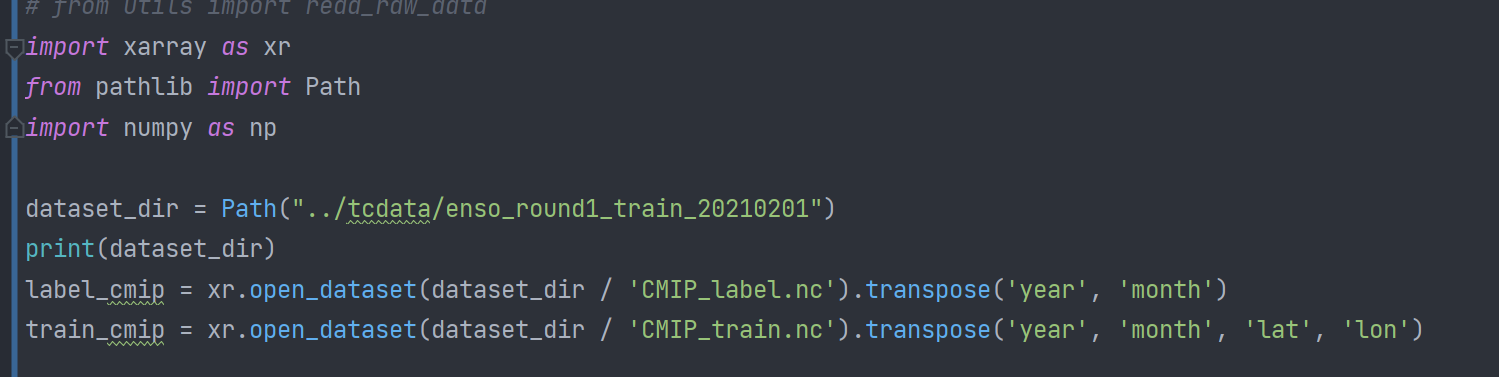 # from Utils import read_raw_data
import xarray as xr
from pathlib import Path
import numpy as np
dataset_dir = Path("../tcdata/enso_round1_train_20210201")
print(dataset_dir)
label_cmip = xr.open_dataset(dataset_dir / 'CMIP_label.nc').transpose('year', 'month')
train_cmip = xr.open_dataset(dataset_dir / 'CMIP_train.nc').transpose('year', 'month', 'lat', 'lon')